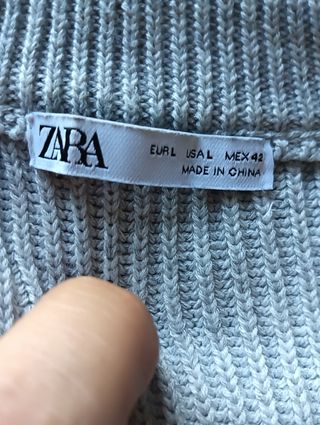 ZARA
EUR L USA L MEX 42
MADE IN CHINA